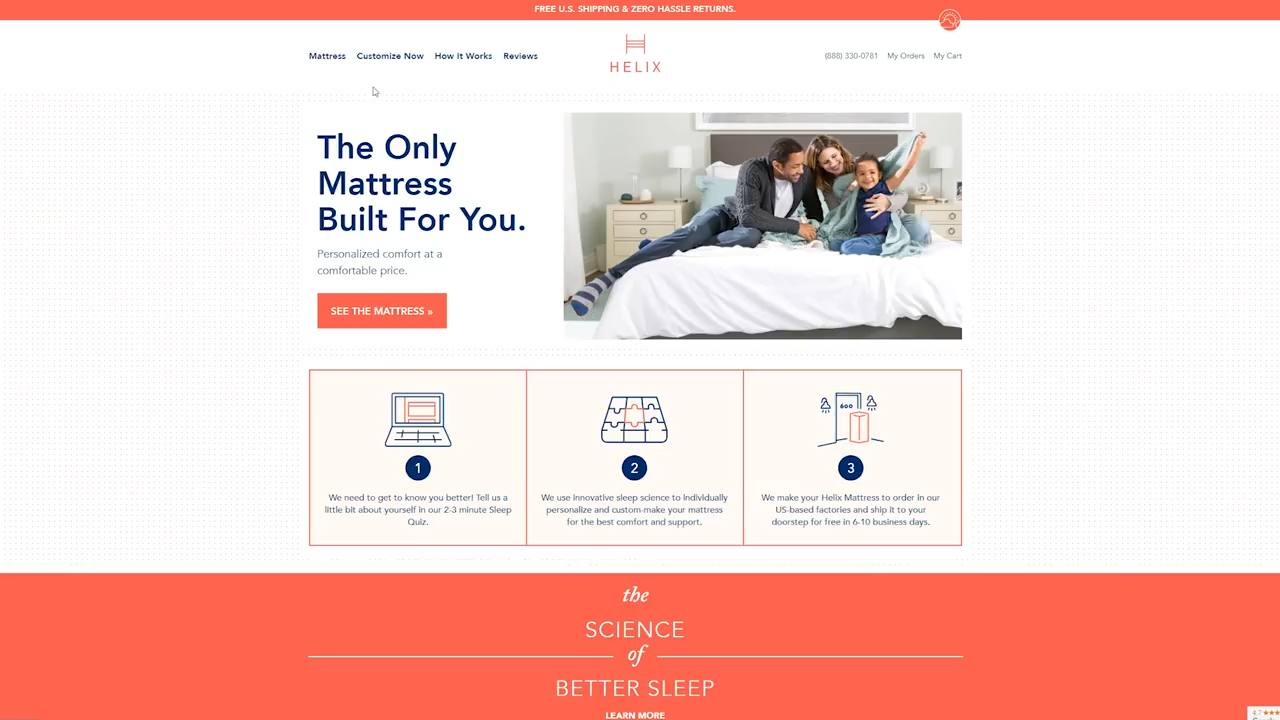 FREE U.S. SHIPPING & ZERO HASSLE RETURNS.
Mattress Customize Now How It Works Reviews
HELIX
(888) 330-0781 My Orders My Cart
The Only
Mattress
Built For You.
Personalized comfort at a
comfortable price.
SEE THE MATTRESS »
1
We need to get to know you better! Tell us a
little bit about yourself in our 2-3 minute Sleep
Quiz.
2
We use innovative sleep science to individually
personalize and custom-make your mattress
for the best comfort and support.
600
3
We make your Helix Mattress to order in our
US-based factories and ship it to your
doorstep for free in 6-10 business days.
the
SCIENCE
of
BETTER SLEEP
LEARN MORE
4.7 ★★★